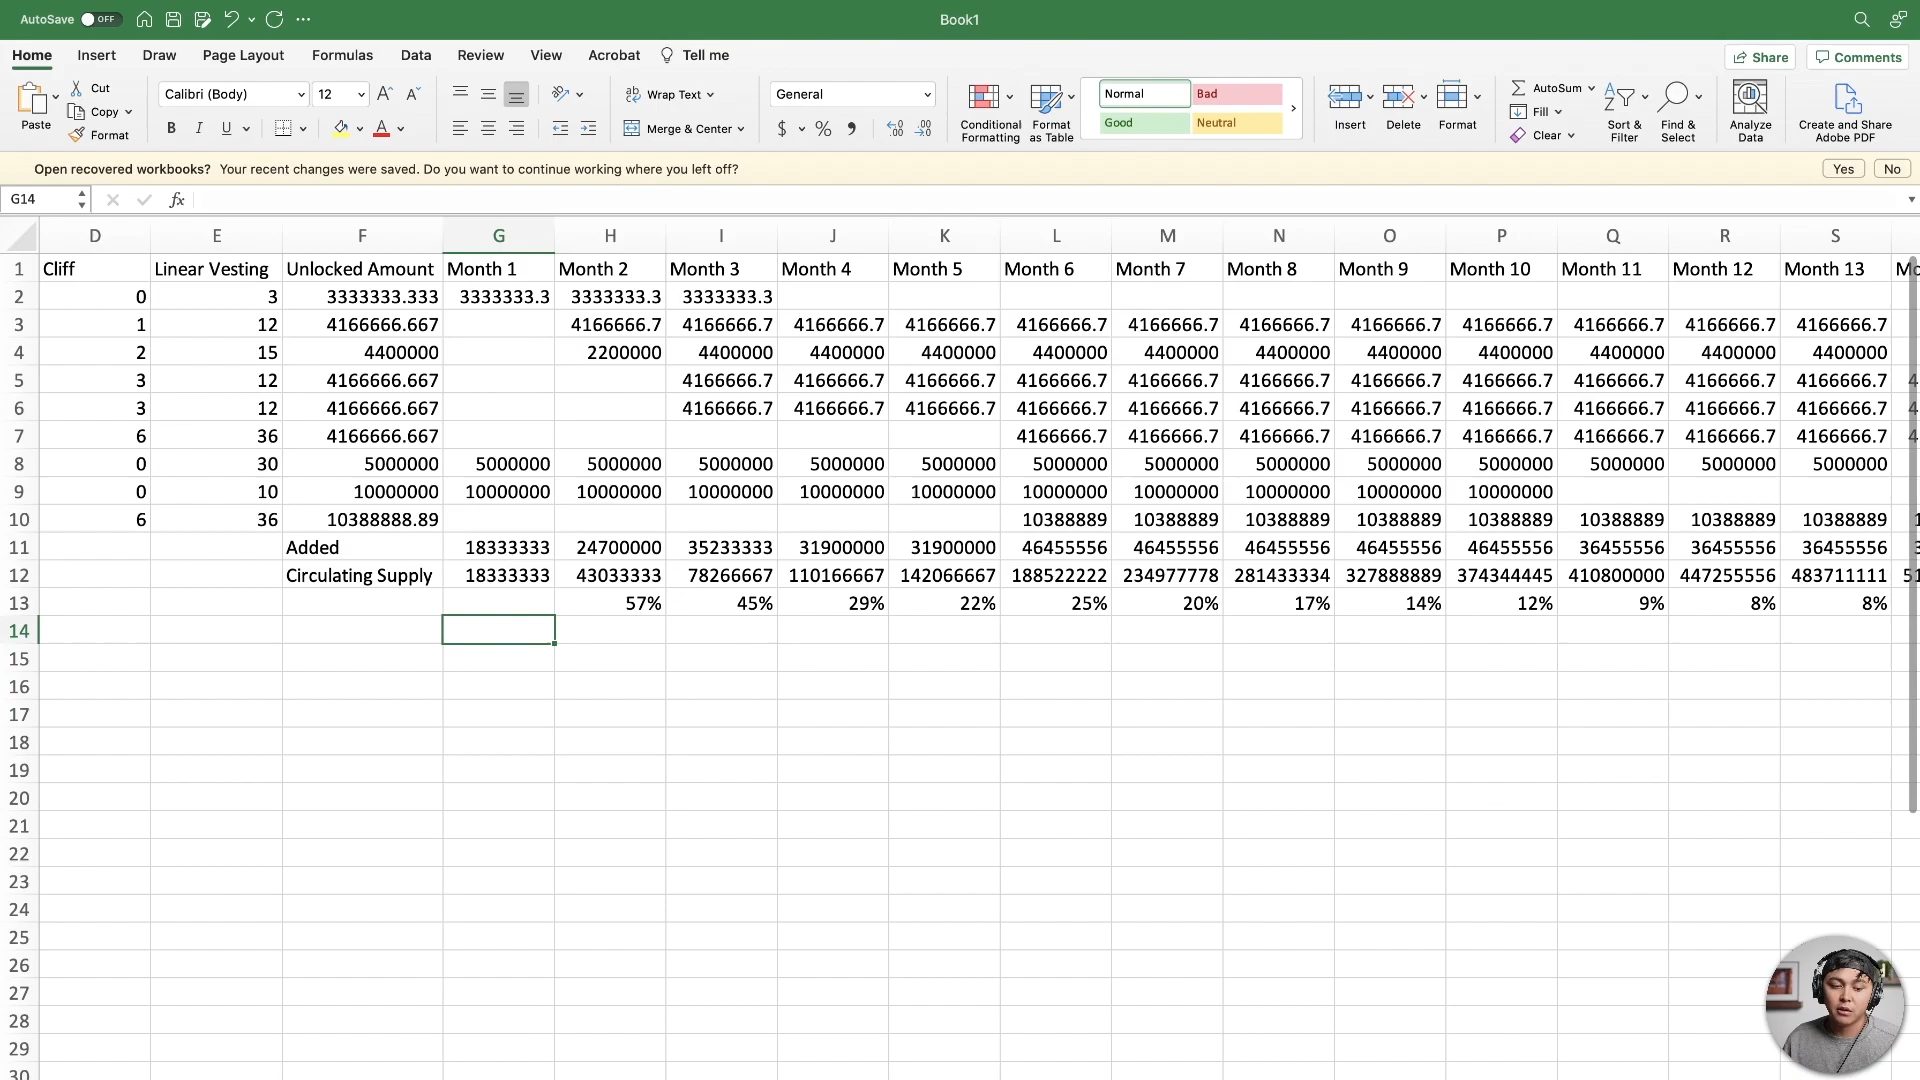 AutoSave OFF Book1
Home Insert Draw Page Layout Formulas Data Review View Acrobat Tell me Share Comments
Paste Cut Copy Format
Calibri (Body) 12
B I U
Wrap Text
Merge & Center
General
$ %
Conditional Formatting Format as Table
Normal Bad
Good Neutral
Insert Delete Format
AutoSum Fill Clear
Sort & Filter Find & Select
Analyze Data
Create and Share Adobe PDF
Open recovered workbooks? Your recent changes were saved. Do you want to continue working where you left off? Yes No
G14 fx
D E F G H I J K L M N O P Q R S
1 Cliff Linear Vesting Unlocked Amount Month 1 Month 2 Month 3 Month 4 Month 5 Month 6 Month 7 Month 8 Month 9 Month 10 Month 11 Month 12 Month 13
2 0 3 3333333.333 3333333.3 3333333.3 3333333.3
3 1 12 4166666.667 4166666.7 4166666.7 4166666.7 4166666.7 4166666.7 4166666.7 4166666.7 4166666.7 4166666.7 4166666.7 4166666.7 4166666.7
4 2 15 4400000 2200000 4400000 4400000 4400000 4400000 4400000 4400000 4400000 4400000 4400000 4400000 4400000
5 3 12 4166666.667 4166666.7 4166666.7 4166666.7 4166666.7 4166666.7 4166666.7 4166666.7 4166666.7 4166666.7 4166666.7 4166666.7
6 3 12 4166666.667 4166666.7 4166666.7 4166666.7 4166666.7 4166666.7 4166666.7 4166666.7 4166666.7 4166666.7 4166666.7 4166666.7
7 6 36 4166666.667 4166666.7 4166666.7 4166666.7 4166666.7 4166666.7 4166666.7 4166666.7 4166666.7
8 0 30 5000000 5000000 5000000 5000000 5000000 5000000 5000000 5000000 5000000 5000000 5000000 5000000 5000000 5000000
9 0 10 10000000 10000000 10000000 10000000 10000000 10000000 10000000 10000000 10000000 10000000 10000000
10 6 36 10388888.89 10388889 10388889 10388889 10388889 10388889 10388889 10388889 10388889
11 Added 18333333 24700000 35233333 31900000 31900000 46455556 46455556 46455556 46455556 46455556 36455556 36455556 36455556
12 Circulating Supply 18333333 43033333 78266667 110166667 142066667 188522222 234977778 281433334 327888889 374344445 410800000 447255556 483711111
13 57% 45% 29% 22% 25% 20% 17% 14% 12% 9% 8% 8%
14
15
16
17
18
19
20
21
22
23
24
25
26
27
28
29
30